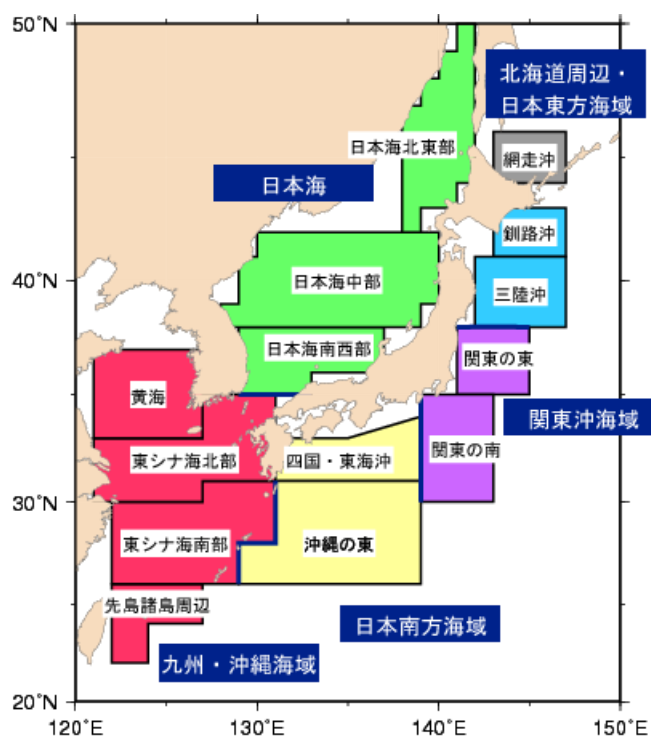 50°N
北海道周辺・
日本東方海域
日本海北東部
網走沖
日本海
釧路沖
日本海中部
三陸沖
40°N
日本海南西部
関東の東
黄海
関東沖海域
東シナ海北部
四国・東海沖
関東の南
30°N
東シナ海南部
沖縄の東
先島諸島周辺
日本南方海域
九州・沖縄海域
20°N
120°E
130°E
140°E
150°E